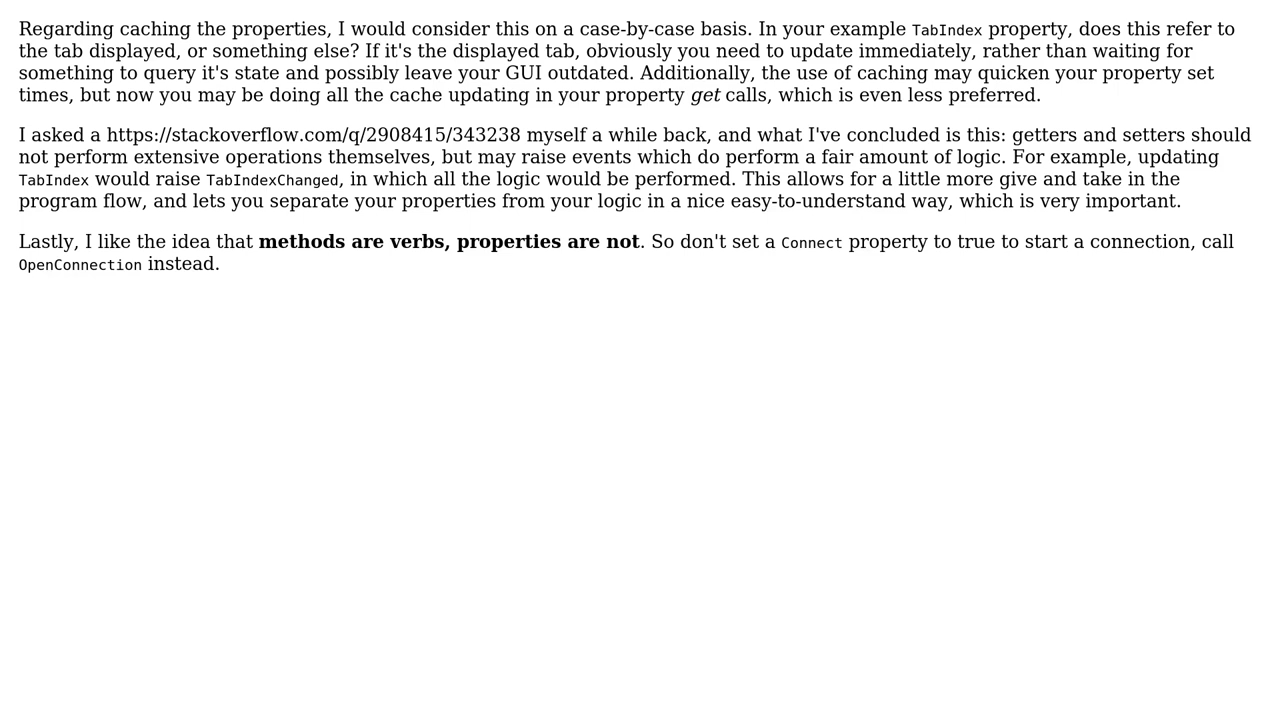 Regarding caching the properties, I would consider this on a case-by-case basis. In your example TabIndex property, does this refer to
the tab displayed, or something else? If it's the displayed tab, obviously you need to update immediately, rather than waiting for
something to query it's state and possibly leave your GUI outdated. Additionally, the use of caching may quicken your property set
times, but now you may be doing all the cache updating in your property get calls, which is even less preferred.
I asked a https://stackoverflow.com/q/2908415/343238 myself a while back, and what I've concluded is this: getters and setters should
not perform extensive operations themselves, but may raise events which do perform a fair amount of logic. For example, updating
TabIndex would raise TabIndexChanged, in which all the logic would be performed. This allows for a little more give and take in the
program flow, and lets you separate your properties from your logic in a nice easy-to-understand way, which is very important.
Lastly, I like the idea that methods are verbs, properties are not. So don't set a Connect property to true to start a connection, call
OpenConnection instead.